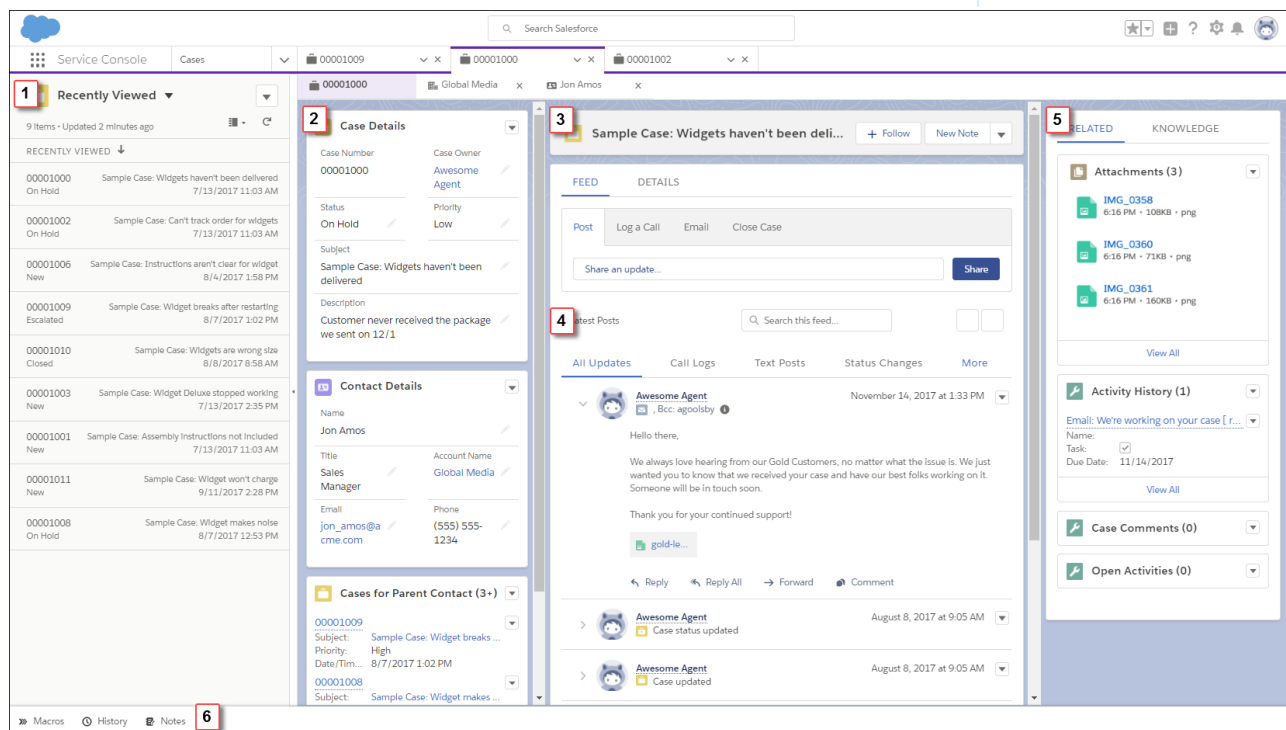 Search Salesforce
Service Console
Cases
00001009
00001000
00001002
00001000
Global Media
Jon Amos
1
Recently Viewed
9 Items • Updated 2 minutes ago
RECENTLY VIEWED
00001000 Sample Case: Widgets haven't been delivered
On Hold 7/13/2017 11:03 AM
00001002 Sample Case: Can't track order for widgets
On Hold 7/13/2017 11:03 AM
00001006 Sample Case: Instructions aren't clear for widget
New 8/4/2017 1:58 PM
00001009 Sample Case: Widget breaks after restarting
Escalated 8/7/2017 1:02 PM
00001010 Sample Case: Widgets are wrong size
Closed 8/8/2017 8:58 AM
00001003 Sample Case: Widget Deluxe stopped working
New 7/13/2017 2:35 PM
00001001 Sample Case: Assembly Instructions not Included
New 7/13/2017 11:03 AM
00001011 Sample Case: Widget won't charge
New 9/11/2017 2:28 PM
00001008 Sample Case: Widget makes noise
On Hold 8/7/2017 12:53 PM
2
Case Details
Case Number Case Owner
00001000 Awesome
Agent
Status Priority
On Hold Low
Subject
Sample Case: Widgets haven't been
delivered
Description
Customer never received the package
we sent on 12/1
Contact Details
Name
Jon Amos
Title Account Name
Sales Global Media
Manager
Email Phone
jon_amos@a (555) 555-
cme.com 1234
Cases for Parent Contact (3+)
00001009
Subject: Sample Case: Widget breaks ...
Priority: High
Date/Tim... 8/7/2017 1:02 PM
00001008
Subject: Sample Case: Widget makes ...
3
Sample Case: Widgets haven't been deli...
+ Follow
New Note
FEED DETAILS
Post Log a Call Email Close Case
Share an update...
Share
4
atest Posts
Search this feed...
All Updates Call Logs Text Posts Status Changes More
Awesome Agent November 14, 2017 at 1:33 PM
, Bcc: agoolsby
Hello there,
We always love hearing from our Gold Customers, no matter what the issue is. We just
wanted you to know that we received your case and have our best folks working on it.
Someone will be in touch soon.
Thank you for your continued support!
gold-le...
Reply Reply All Forward Comment
Awesome Agent August 8, 2017 at 9:05 AM
Case status updated
Awesome Agent August 8, 2017 at 9:05 AM
Case updated
5
RELATED KNOWLEDGE
Attachments (3)
IMG_0358
6:16 PM • 108KB • png
IMG_0360
6:16 PM • 71KB • png
IMG_0361
6:16 PM • 160KB • png
View All
Activity History (1)
Email: We're working on your case [ r...
Name:
Task:
Due Date: 11/14/2017
View All
Case Comments (0)
Open Activities (0)
Macros History Notes
6